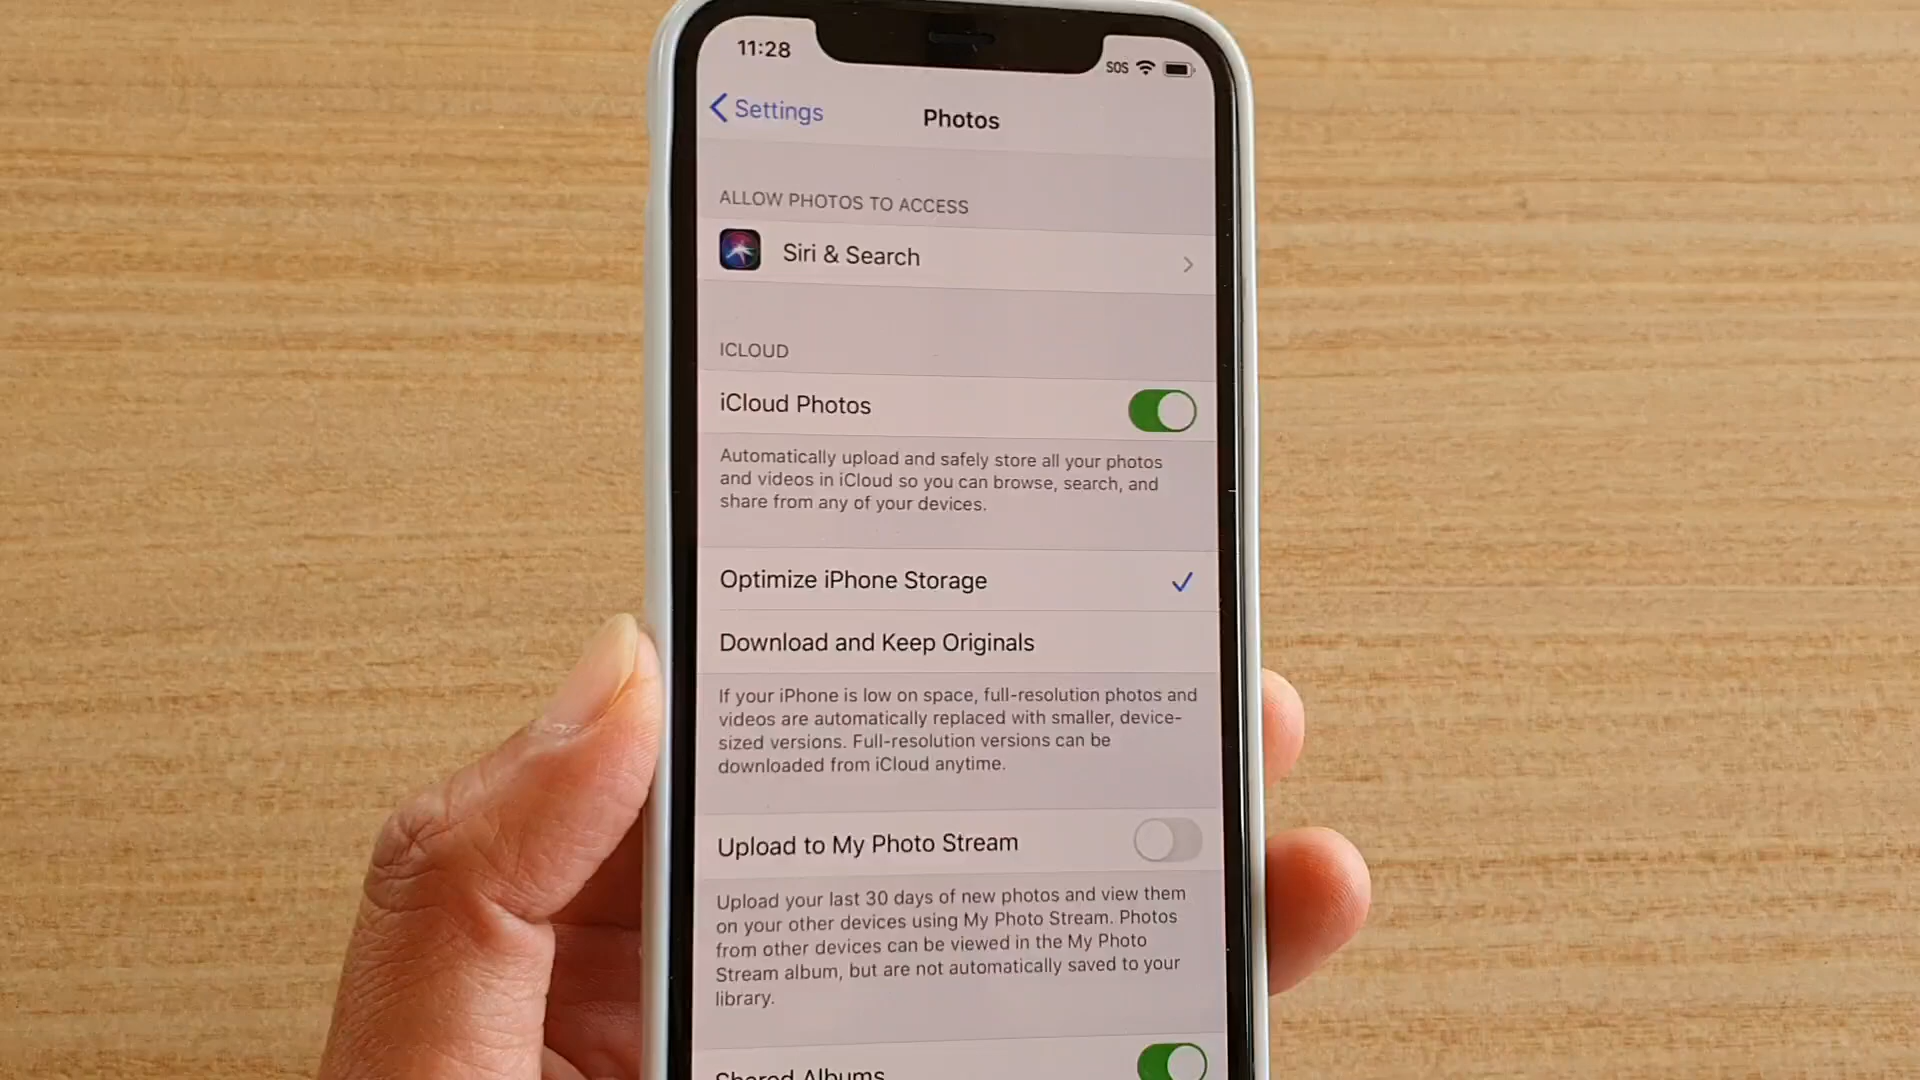 11:28
SOS
Settings
Photos
ALLOW PHOTOS TO ACCESS
Siri & Search
ICLOUD
iCloud Photos
Automatically upload and safely store all your photos
and videos in iCloud so you can browse, search, and
share from any of your devices.
Optimize iPhone Storage
Download and Keep Originals
If your iPhone is low on space, full-resolution photos and
videos are automatically replaced with smaller, device-
sized versions. Full-resolution versions can be
downloaded from iCloud anytime.
Upload to My Photo Stream
Upload your last 30 days of new photos and view them
on your other devices using My Photo Stream. Photos
from other devices can be viewed in the My Photo
Stream album, but are not automatically saved to your
library.
Shared Albums